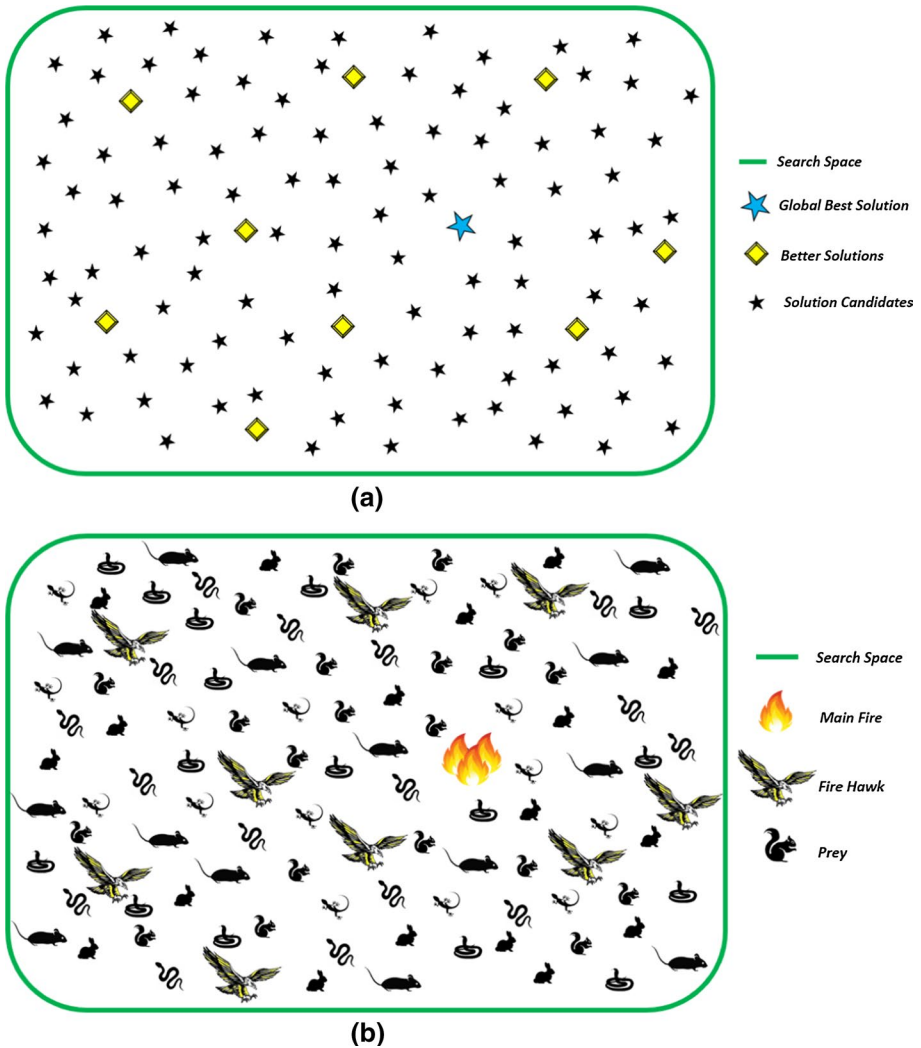 Search Space
Global Best Solution
Better Solutions
Solution Candidates
(a)
Search Space
Main Fire
Fire Hawk
Prey
(b)